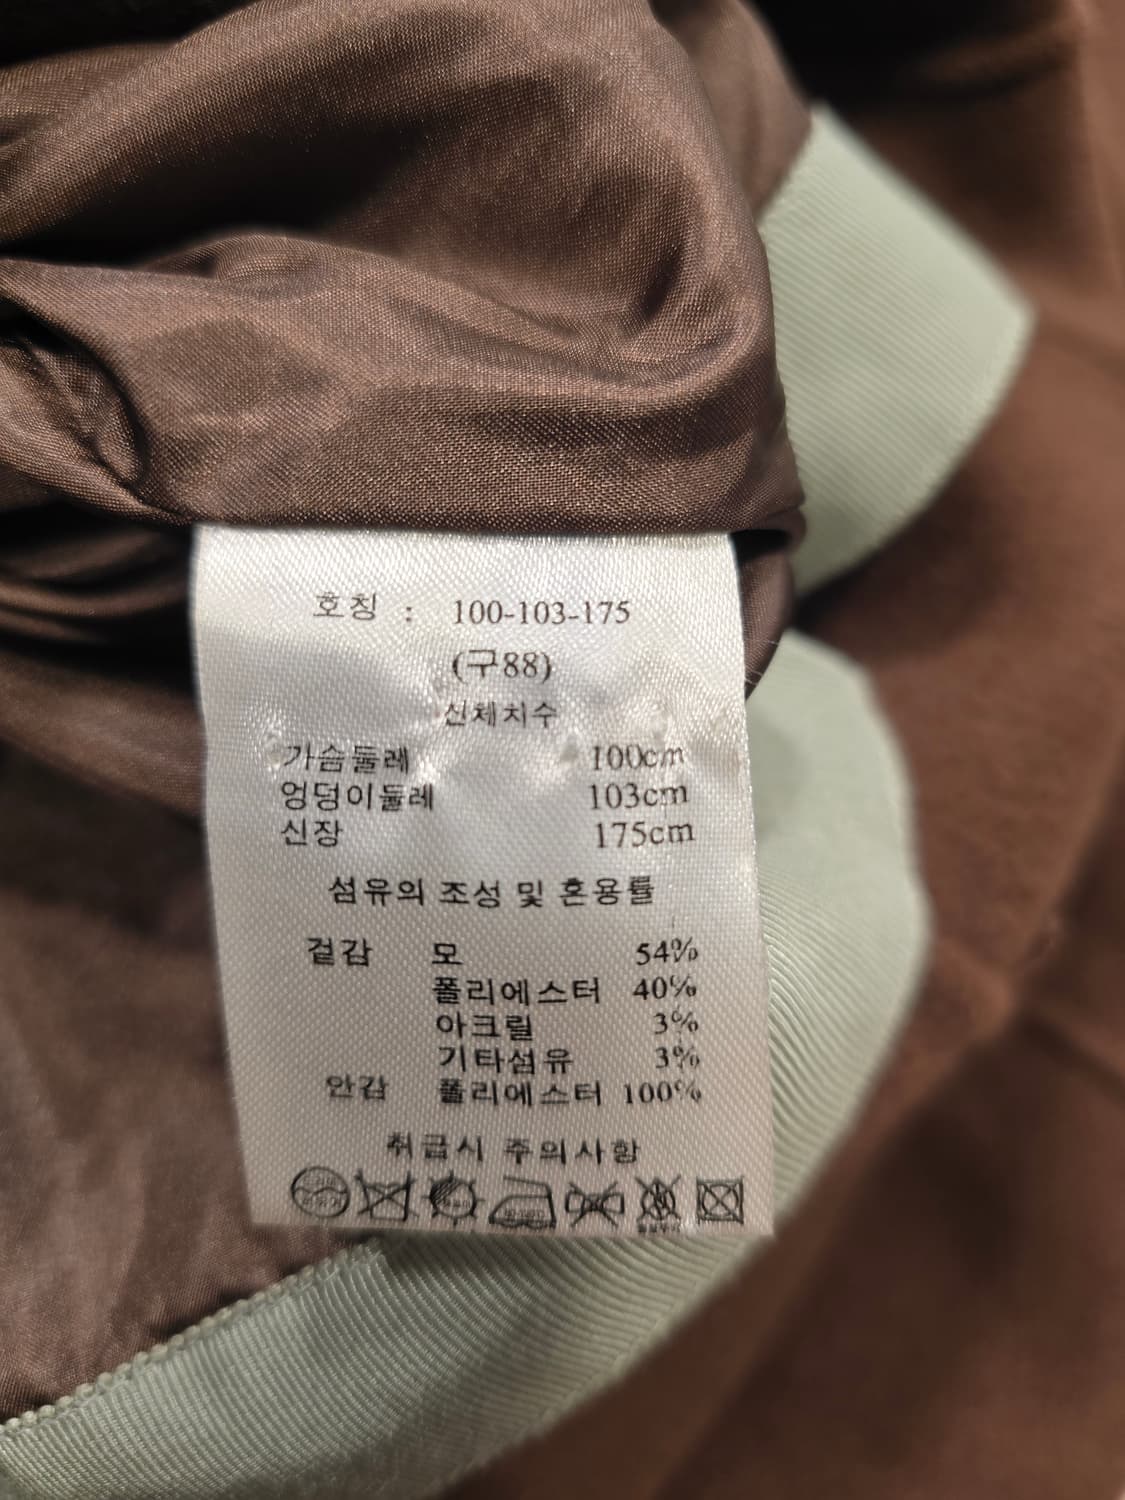 호칭 : 100-103-175
(구88)
신체치수
가슴둘레 100cm
엉덩이둘레 103cm
신장 175cm
섬유의 조성 및 혼용률
겉감 모 54%
폴리에스터 40%
아크릴 3%
기타섬유 3%
안감 폴리에스터 100%
취급시 주의사항